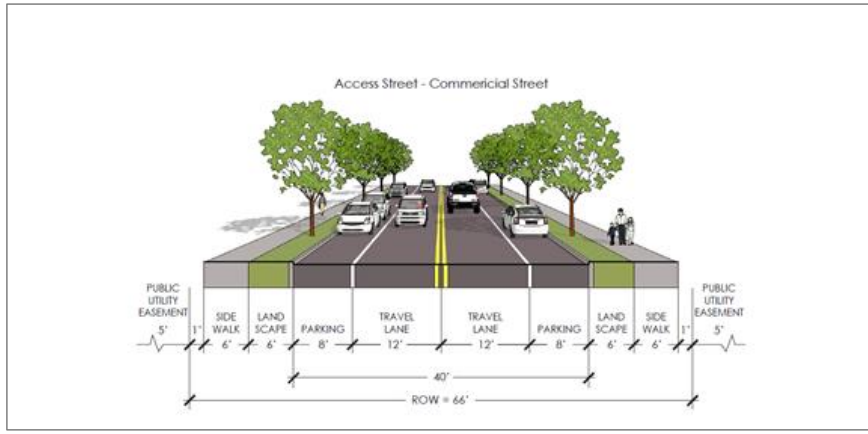 Access Street - Commericial Street
PUBLIC UTILITY EASEMENT 5'
1'
SIDE WALK 6'
LAND SCAPE 6'
PARKING 8'
TRAVEL LANE 12'
TRAVEL LANE 12'
PARKING 8'
LAND SCAPE 6'
SIDE WALK 6'
1'
PUBLIC UTILITY EASEMENT 5'
40'
ROW = 66'